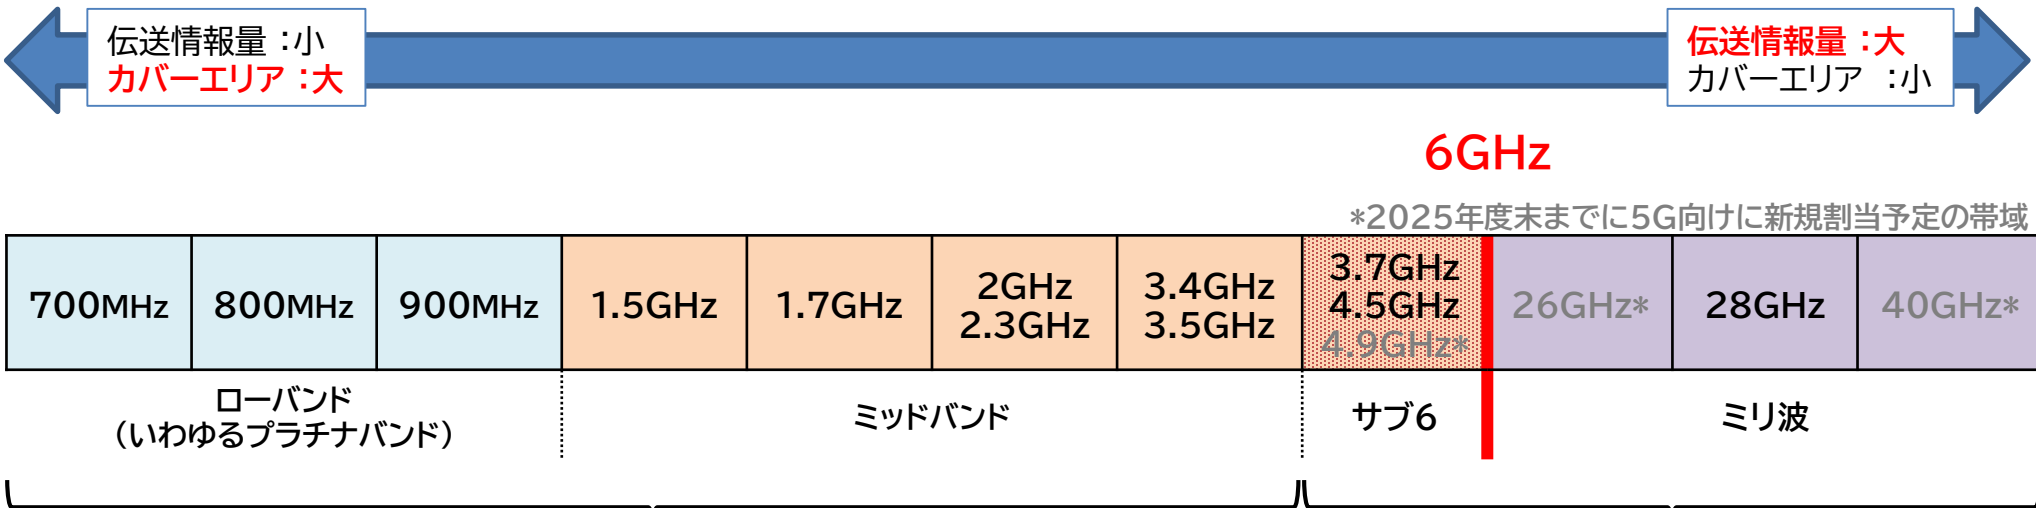 伝送情報量 ：小
カバーエリア ：大
伝送情報量 ：大
カバーエリア ：小
6GHz
*2025年度末までに5G向けに新規割当予定の帯域
700MHz
800MHz
900MHz
1.5GHz
1.7GHz
2GHz
2.3GHz
3.4GHz
3.5GHz
3.7GHz
4.5GHz
4.9GHz*
26GHz*
28GHz
40GHz*
ローバンド
（いわゆるプラチナバンド）
ミッドバンド
サブ6
ミリ波